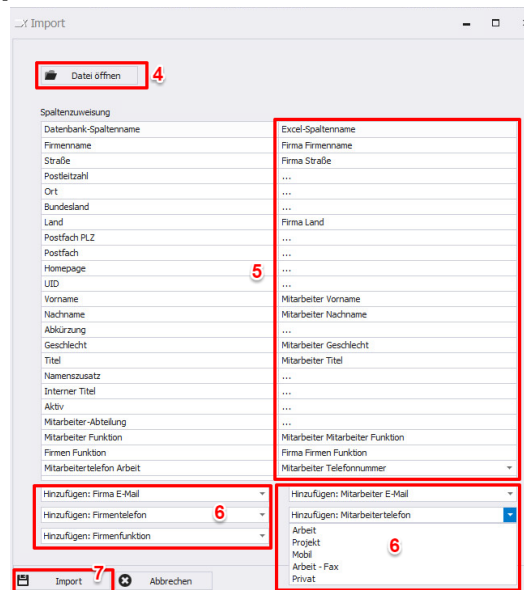 Import
Datei öffnen 4
Spaltenzuweisung
Datenbank-Spaltenname Excel-Spaltenname
Firmenname Firma Firmenname
Straße Firma Straße
Postleitzahl ...
Ort ...
Bundesland ...
Land Firma Land
Postfach PLZ ...
Postfach ...
Homepage 5 ...
UID ...
Vorname Mitarbeiter Vorname
Nachname Mitarbeiter Nachname
Abkürzung ...
Geschlecht Mitarbeiter Geschlecht
Titel Mitarbeiter Titel
Namenszusatz ...
Interner Titel ...
Aktiv ...
Mitarbeiter-Abteilung ...
Mitarbeiter Funktion Mitarbeiter Mitarbeiter Funktion
Firmen Funktion Firma Firmen Funktion
Mitarbeitertelefon Arbeit Mitarbeiter Telefonnummer
Hinzufügen: Firma E-Mail Hinzufügen: Mitarbeiter E-Mail
Hinzufügen: Firmentelefon 6 Hinzufügen: Mitarbeitertelefon
Hinzufügen: Firmenfunktion
Arbeit
Projekt
Mobil 6
Arbeit - Fax
Privat
Import 7 Abbrechen